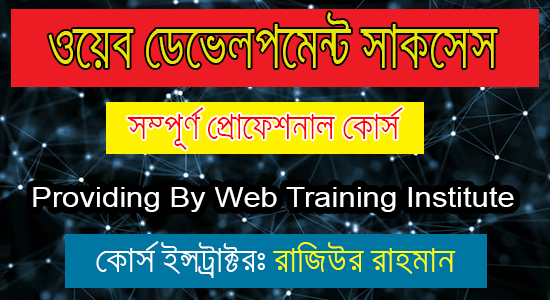 ওয়েব ডেভেলপমেন্ট সাকসেস
সম্পূর্ণ প্রোফেশনাল কোর্স
Providing By Web Training Institute
কোর্স ইন্সট্রাক্টরঃ রাজিউর রাহমান